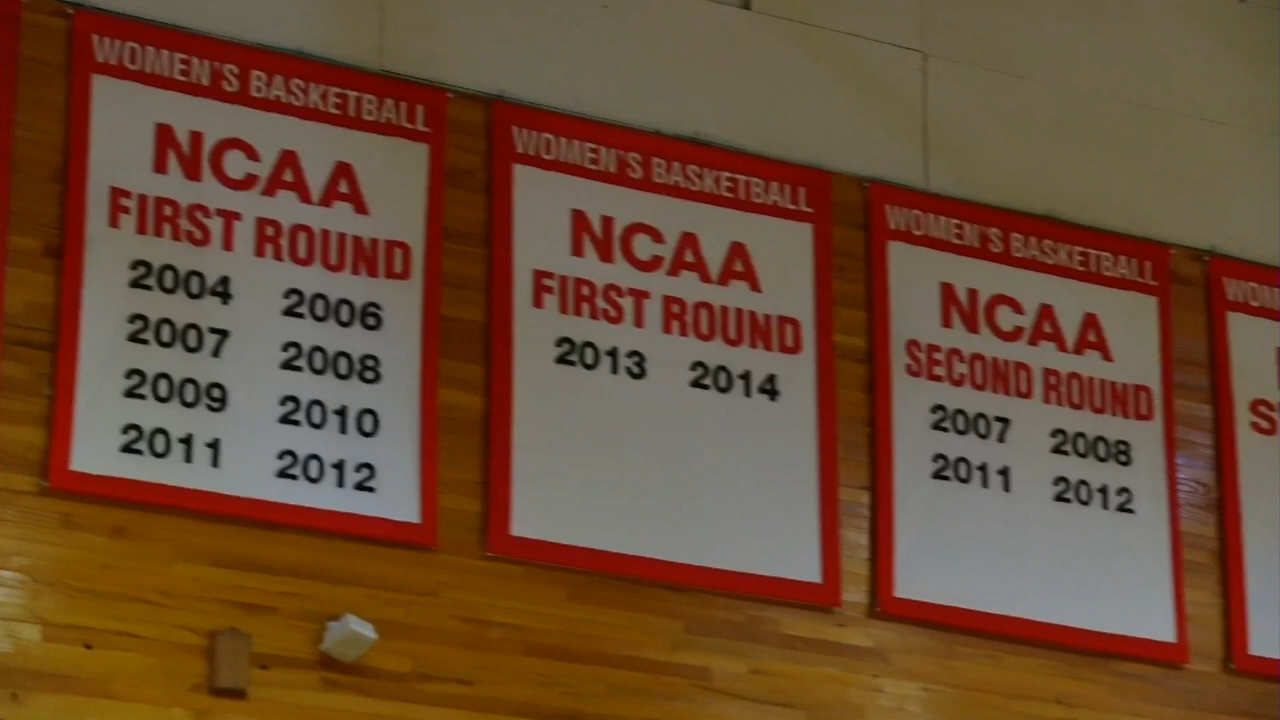 WOMEN'S BASKETBALL
NCAA
FIRST ROUND
2004 2006
2007 2008
2009 2010
2011 2012
WOMEN'S BASKETBALL
NCAA
FIRST ROUND
2013 2014
WOMEN'S BASKETBALL
NCAA
SECOND ROUND
2007 2008
2011 2012